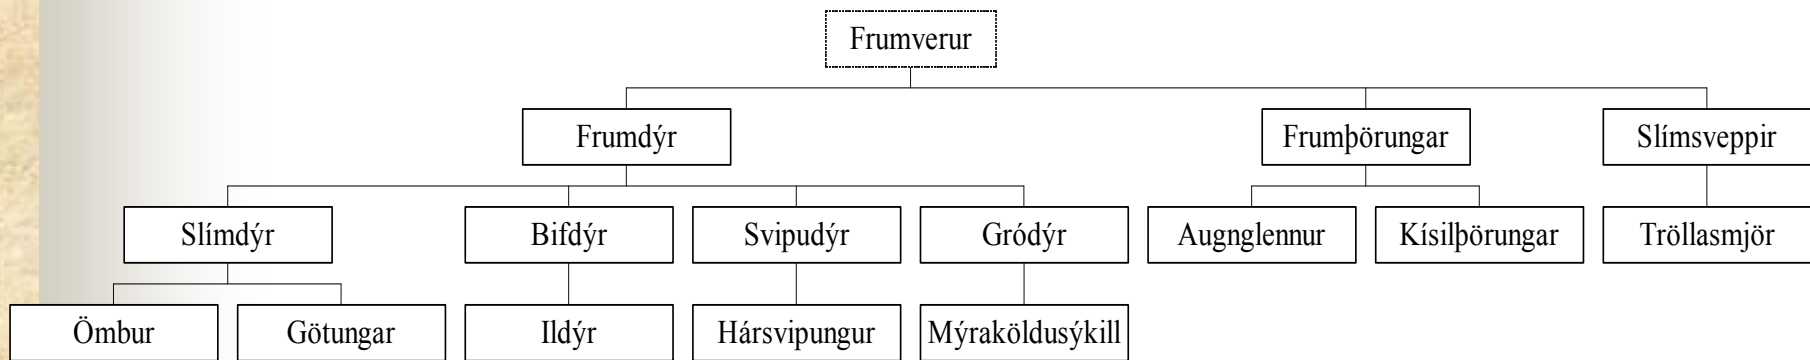 Frumverur
Frumdýr
Frumþörungar
Slímsveppir
Slímdýr
Bifdýr
Svipudýr
Gródýr
Augnglennur
Kísilþörungar
Tröllasmjör
Ömbur
Götungar
Ildýr
Hársvipungur
Mýraköldusýkill